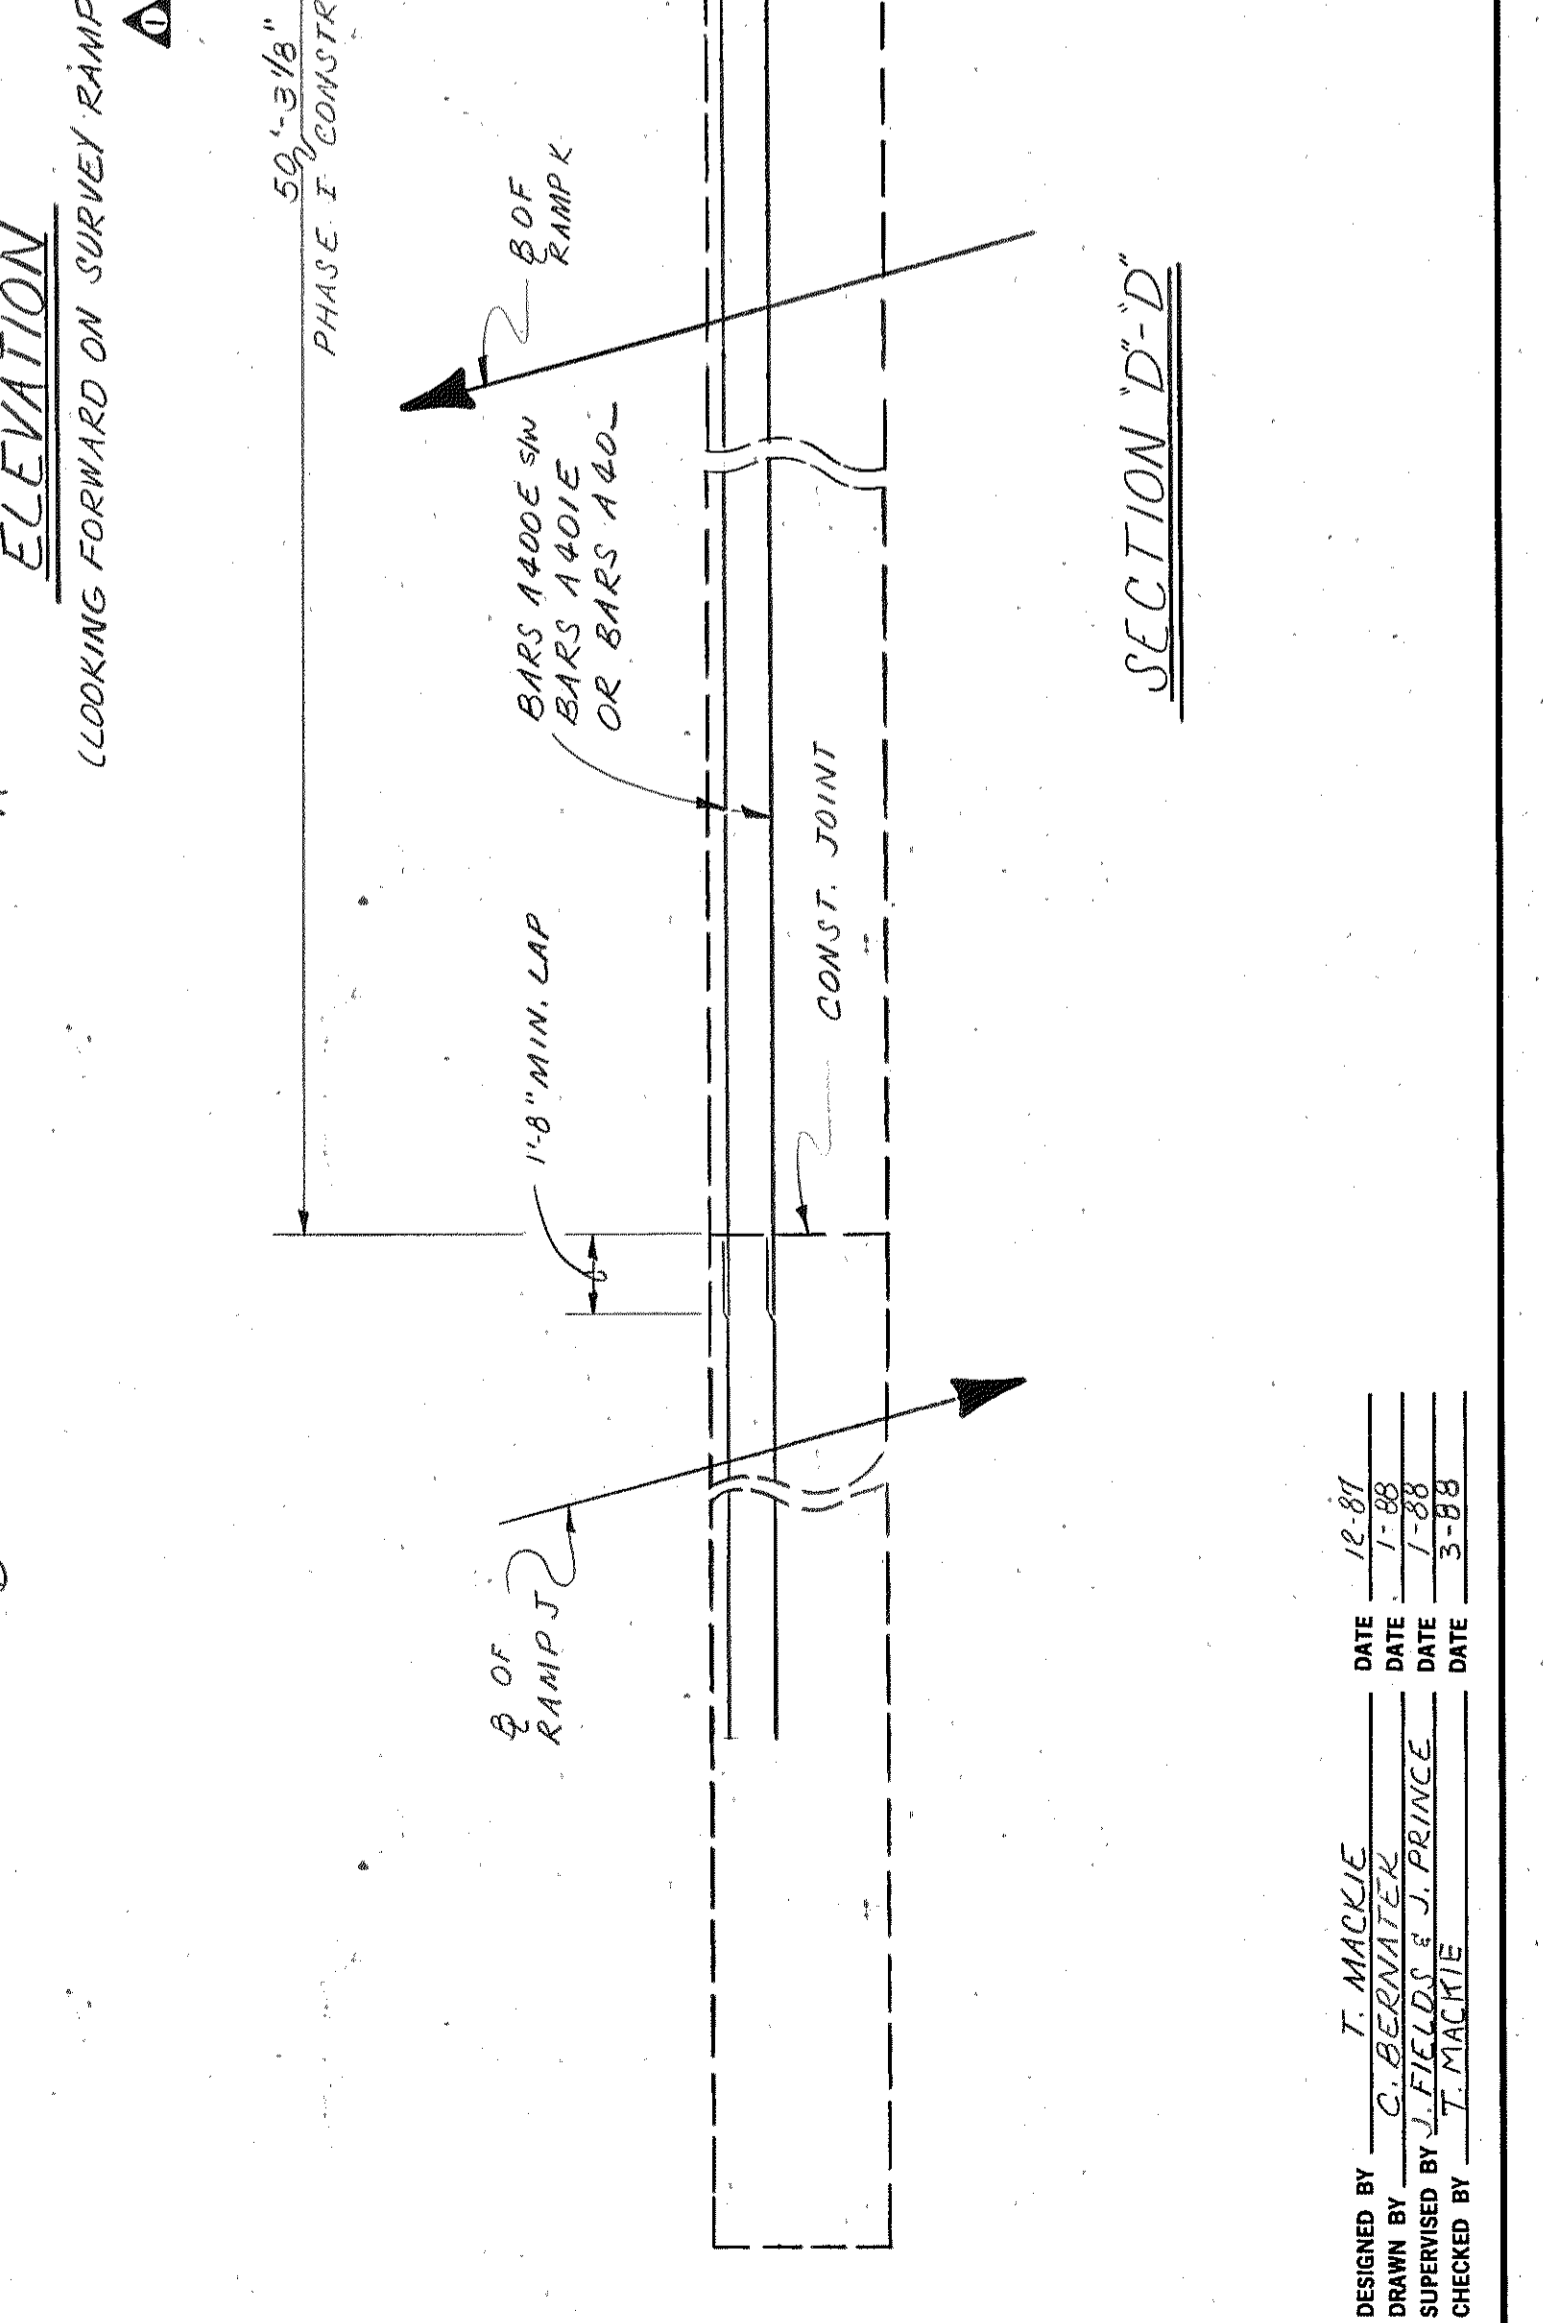 ELEVATION
(LOOKING FORWARD ON SURVEY RAMP
1
50'-3 1/8"
PHASE I CONSTR
℄ OF
RAMP K
BARS A400E S/W
BARS A401E
OR BARS A40_
1'-8" MIN. LAP
CONST. JOINT
℄ OF
RAMP J
SECTION "D"-"D"
DESIGNED BY T. MACKIE DATE 12-87
DRAWN BY C. BERNATEK DATE 1-88
SUPERVISED BY J. FIELDS & J. PRINCE DATE 1-88
CHECKED BY T. MACKIE DATE 3-88